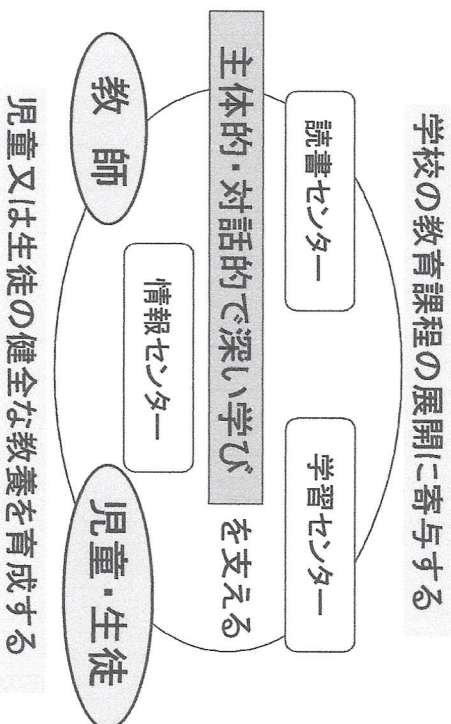 学校の教育課程の展開に寄与する
読書センター
学習センター
主体的・対話的で深い学び を支える
情報センター
教 師
児童・生徒
児童又は生徒の健全な教養を育成する